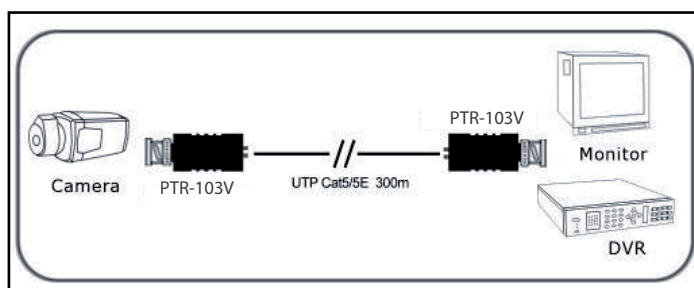 PTR-103V
Monitor
Camera
PTR-103V
UTP Cat5/5E 300m
DVR